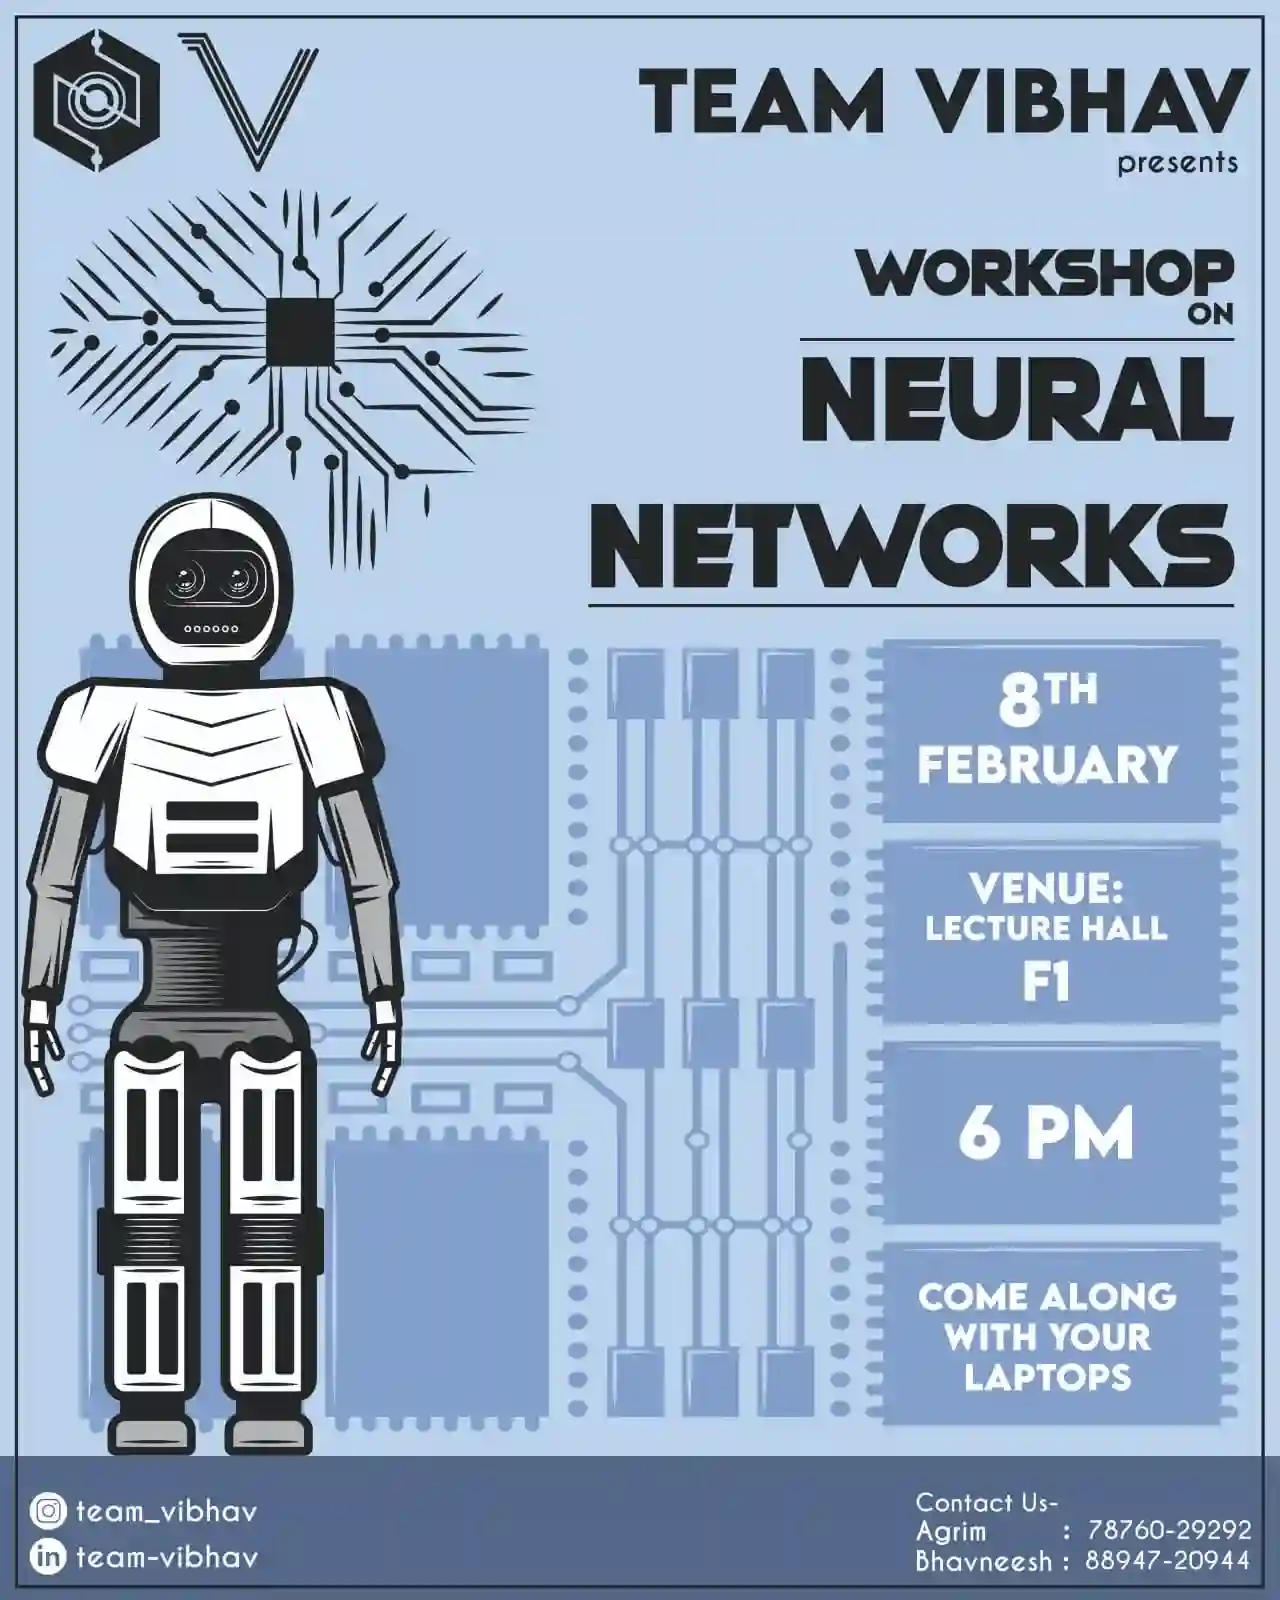 TEAM VIBHAV
presents
WORKSHOP
ON
NEURAL
NETWORKS
8TH
FEBRUARY
VENUE:
LECTURE HALL
F1
6 PM
COME ALONG
WITH YOUR
LAPTOPS
team_vibhav
team-vibhav
Contact Us-
Agrim : 78760-29292
Bhavneesh : 88947-20944